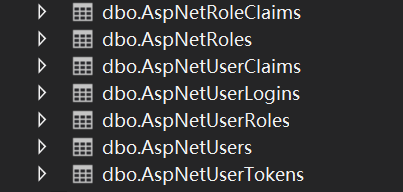 dbo.AspNetRoleClaims
dbo.AspNetRoles
dbo.AspNetUserClaims
dbo.AspNetUserLogins
dbo.AspNetUserRoles
dbo.AspNetUsers
dbo.AspNetUserTokens